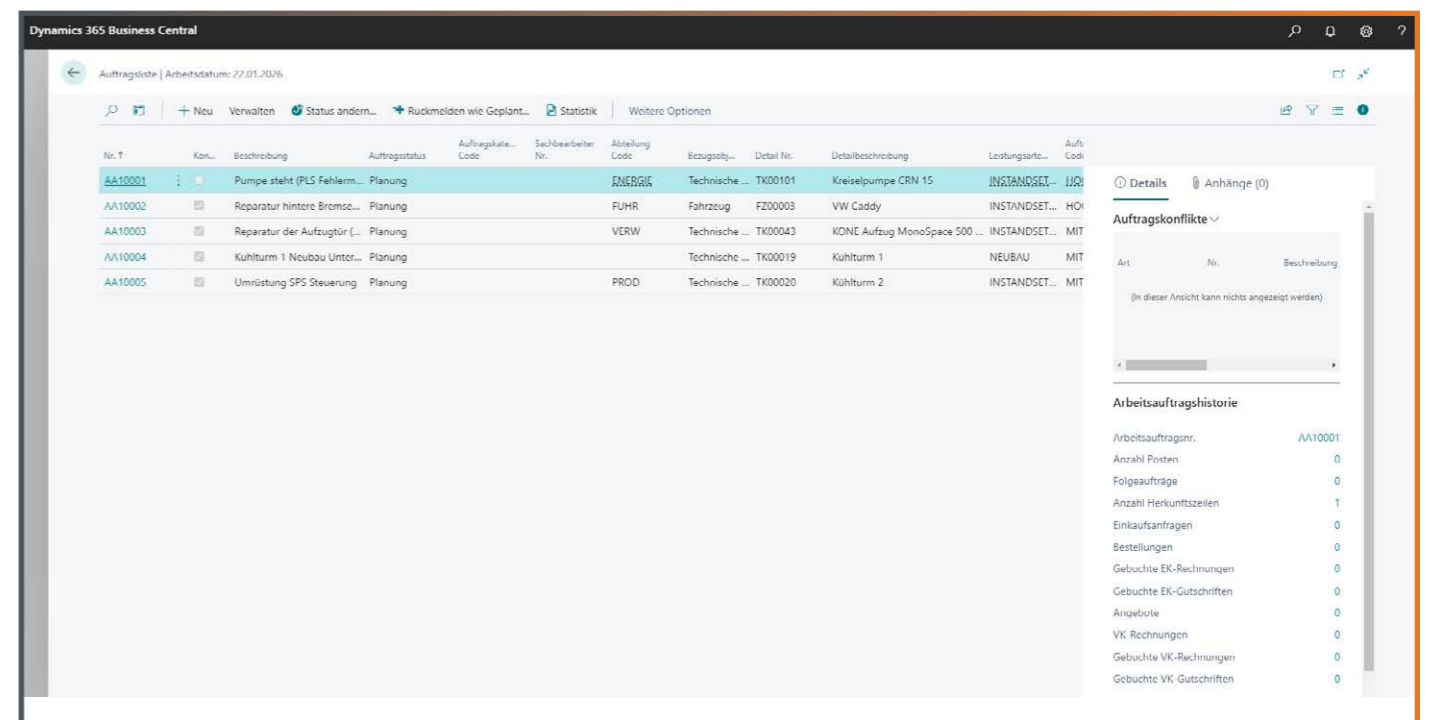 Dynamics 365 Business Central
Auftragsliste | Arbeitsdatum: 22.01.2026
+ Neu Verwalten Status ändern... Rückmelden wie Geplant... Statistik Weitere Optionen
Nr. ↑ Kon... Beschreibung Auftragsstatus Auftragskate... Code Sachbearbeiter Nr. Abteilung Code Bezugsobj... Detail Nr. Detailbeschreibung Leistungsarte... Auft Code
AA10001 Pumpe steht (PLS Fehlerm... Planung ENERGIE Technische ... TK00101 Kreiselpumpe CRN 15 INSTANDSET... HO
AA10002 Reparatur hintere Bremse... Planung FUHR Fahrzeug FZ00003 VW Caddy INSTANDSET... HO
AA10003 Reparatur der Aufzugtür (... Planung VERW Technische ... TK00043 KONE Aufzug MonoSpace 500 ... INSTANDSET... MIT
AA10004 Kühlturm 1 Neubau Unter... Planung Technische ... TK00019 Kühlturm 1 NEUBAU MIT
AA10005 Umrüstung SPS Steuerung Planung PROD Technische ... TK00020 Kühlturm 2 INSTANDSET... MIT
Details Anhänge (0)
Auftragskonflikte
Art Nr. Beschreibung
(In dieser Ansicht kann nichts angezeigt werden)
Arbeitsauftragshistorie
Arbeitsauftragsnr. AA10001
Anzahl Posten 0
Folgeaufträge 0
Anzahl Herkunftszeilen 1
Einkaufsanfragen 0
Bestellungen 0
Gebuchte EK-Rechnungen 0
Gebuchte EK-Gutschriften 0
Angebote 0
VK-Rechnungen 0
Gebuchte VK-Rechnungen 0
Gebuchte VK-Gutschriften 0